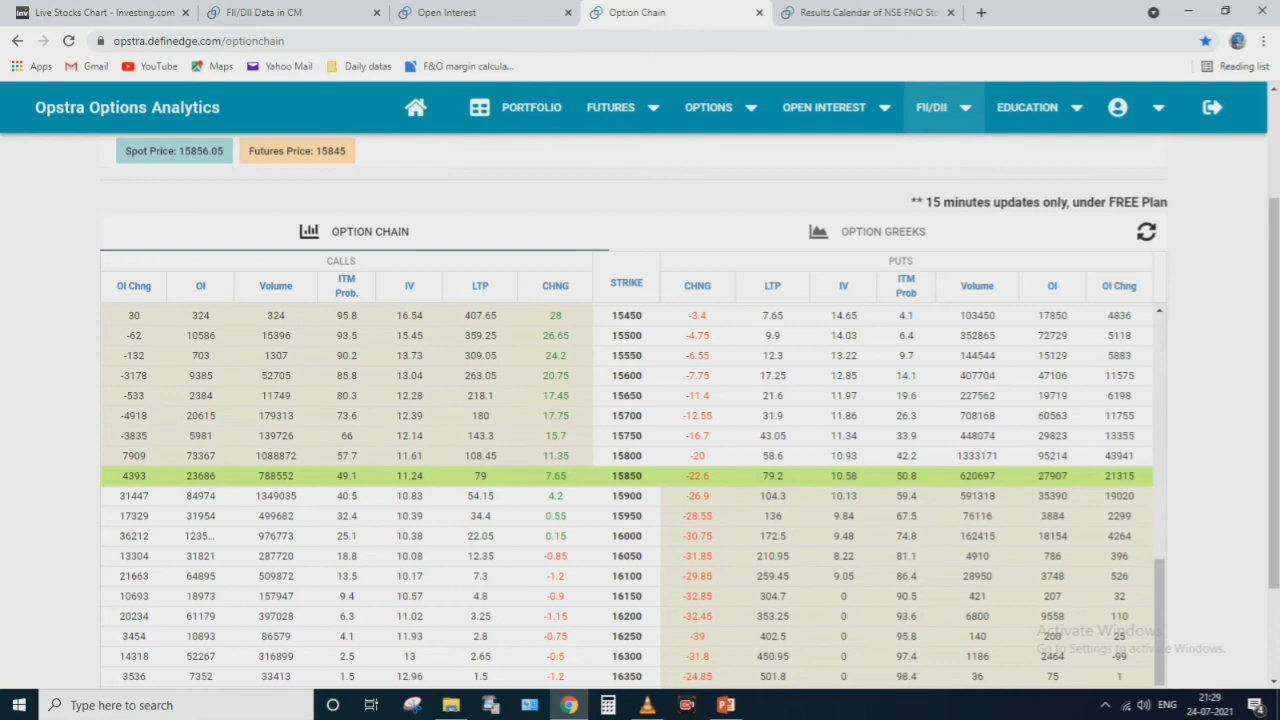 Live Stocks Chart - Investing.com
FII/DII Data in CM
Open Interest
Option Chain
Results Calendar of NSE FNO Sto
opstra.definedge.com/optionchain
Apps Gmail YouTube Maps Yahoo Mail Daily datas F&O margin calcula... Reading list
Opstra Options Analytics PORTFOLIO FUTURES OPTIONS OPEN INTEREST FII/DII EDUCATION
Spot Price: 15856.05 Futures Price: 15845
** 15 minutes updates only, under FREE Plan
OPTION CHAIN OPTION GREEKS
CALLS PUTS
OI Chng OI Volume ITM Prob. IV LTP CHNG STRIKE CHNG LTP IV ITM Prob Volume OI OI Chng
30 324 324 95.8 16.54 407.65 28 15450 -3.4 7.65 14.65 4.1 103450 17850 4836
-62 10586 15396 93.5 15.45 359.25 26.65 15500 -4.75 9.9 14.03 6.4 352865 72729 5118
-132 703 1307 90.2 13.73 309.05 24.2 15550 -6.55 12.3 13.22 9.7 144544 15129 5883
-3178 9385 52705 85.8 13.04 263.05 20.75 15600 -7.75 17.25 12.85 14.1 407704 47106 11575
-533 2384 11749 80.3 12.28 218.1 17.45 15650 -11.4 21.6 11.97 19.6 227562 19719 6198
-4918 20615 179313 73.6 12.39 180 17.75 15700 -12.55 31.9 11.86 26.3 708168 60563 11755
-3835 5981 139726 66 12.14 143.3 15.7 15750 -16.7 43.05 11.34 33.9 448074 29823 13355
7909 73367 1088872 57.7 11.61 108.45 11.35 15800 -20 58.6 10.93 42.2 1333171 95214 43941
4393 23686 788552 49.1 11.24 79 7.65 15850 -22.6 79.2 10.58 50.8 620697 27907 21315
31447 84974 1349035 40.5 10.83 54.15 4.2 15900 -26.9 104.3 10.13 59.4 591318 35390 19020
17329 31954 499682 32.4 10.39 34.4 0.55 15950 -28.55 136 9.84 67.5 76116 3884 2299
36212 1235... 976773 25.1 10.38 22.05 0.15 16000 -30.75 172.5 9.48 74.8 162415 18154 4264
13304 31821 287720 18.8 10.08 12.35 -0.85 16050 -31.85 210.95 8.22 81.1 4910 786 396
21663 64895 509872 13.5 10.17 7.3 -1.2 16100 -29.85 259.45 9.05 86.4 28950 3748 526
10693 18973 157947 9.4 10.57 4.8 -0.9 16150 -32.85 304.7 0 90.5 421 207 32
20234 61179 397028 6.3 11.02 3.25 -1.15 16200 -32.45 353.25 0 93.6 6800 9558 110
3454 10893 86579 4.1 11.93 2.8 -0.75 16250 -39 402.5 0 95.8 140 200 25
14318 52267 316899 2.5 13 2.65 -0.5 16300 -31.8 450.95 0 97.4 1186 2464 -99
3536 7352 33413 1.5 12.96 1.5 -1.2 16350 -24.85 501.8 0 98.4 36 75 1
Activate Windows
Go to Settings to activate Windows.
Type here to search
ENG
21:29
24-07-2021
4